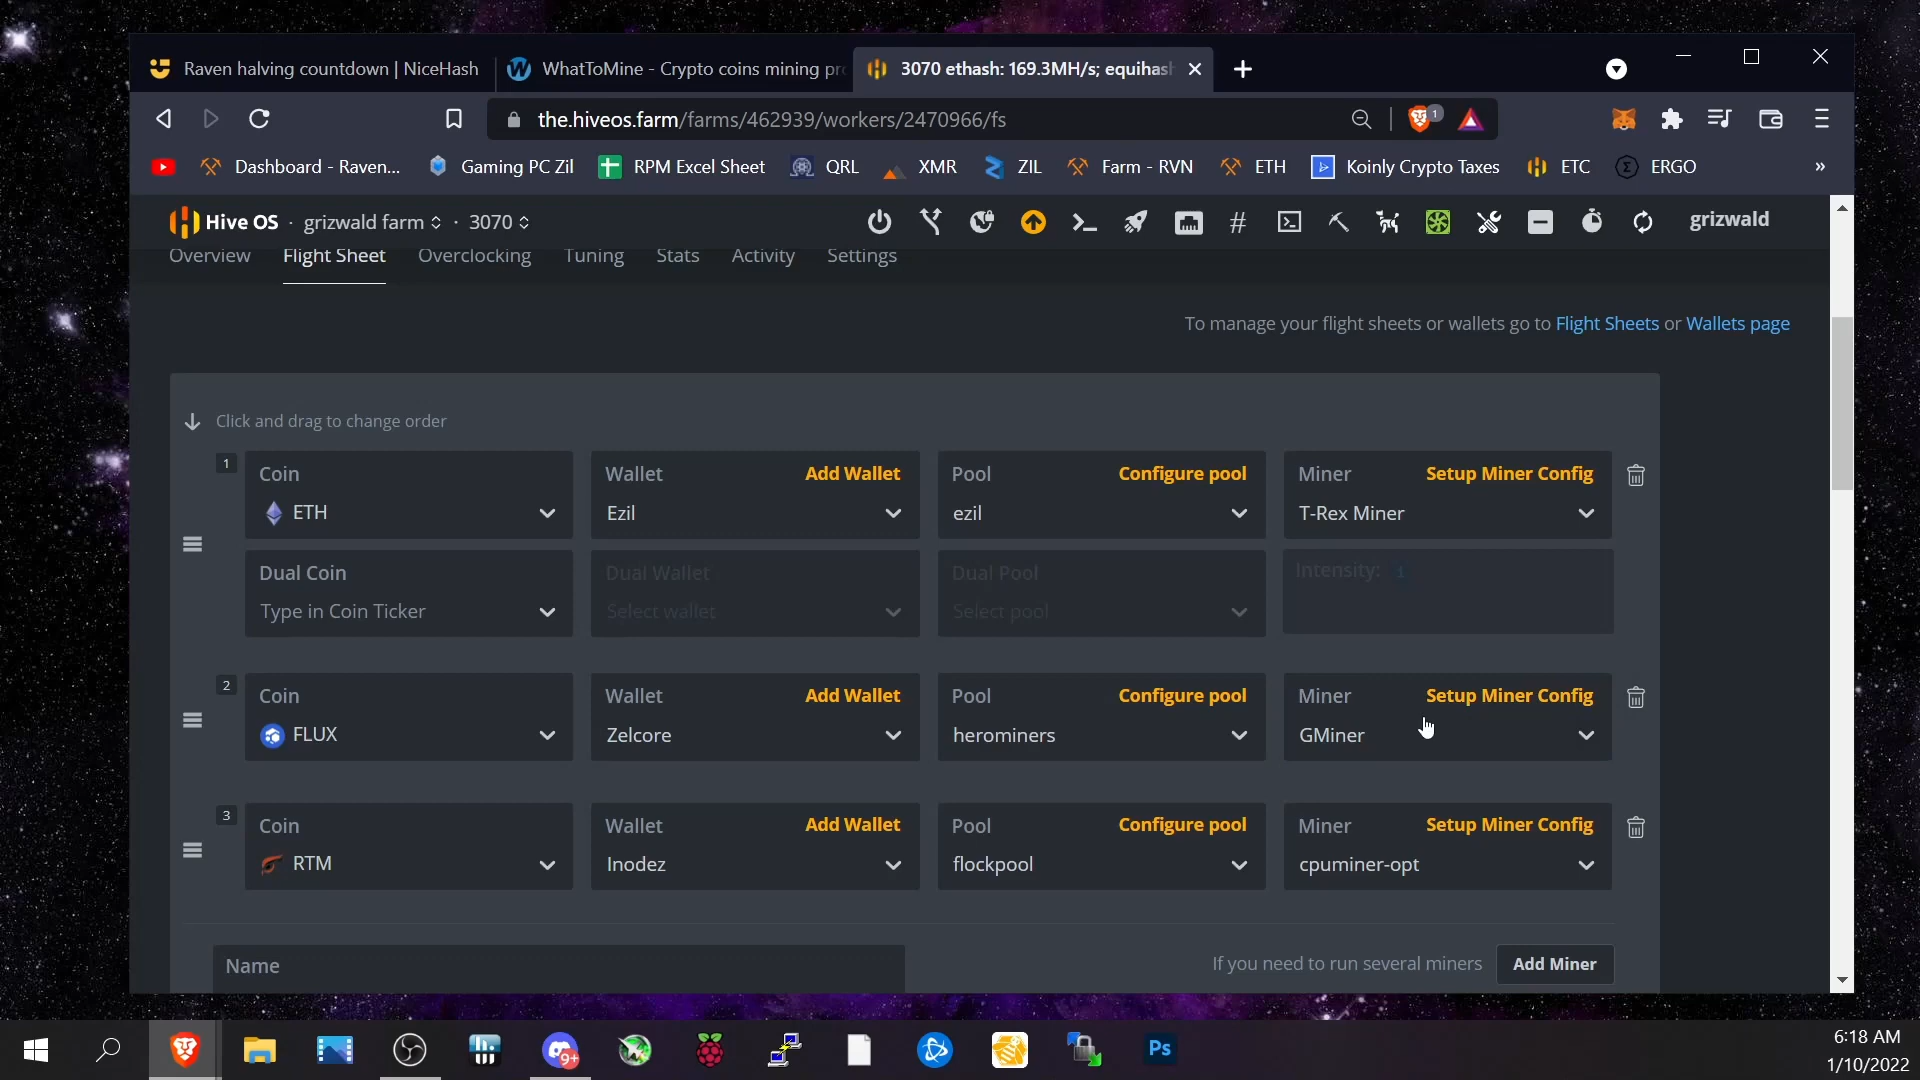 Raven halving countdown | NiceHash
WhatToMine - Crypto coins mining pr
3070 ethash: 169.3MH/s; equihash
the.hiveos.farm/farms/462939/workers/2470966/fs
1
Dashboard - Raven...
Gaming PC Zil
RPM Excel Sheet
QRL
XMR
ZIL
Farm - RVN
ETH
Koinly Crypto Taxes
ETC
ERGO
»
Hive OS · grizwald farm · 3070
grizwald
Overview
Flight Sheet
Overclocking
Tuning
Stats
Activity
Settings
To manage your flight sheets or wallets go to Flight Sheets or Wallets page
Click and drag to change order
1
Coin
ETH
Wallet
Add Wallet
Ezil
Pool
Configure pool
ezil
Miner
Setup Miner Config
T-Rex Miner
Dual Coin
Type in Coin Ticker
Dual Wallet
Select wallet
Dual Pool
Select pool
Intensity: 1
2
Coin
FLUX
Wallet
Add Wallet
Zelcore
Pool
Configure pool
herominers
Miner
Setup Miner Config
GMiner
3
Coin
RTM
Wallet
Add Wallet
Inodez
Pool
Configure pool
flockpool
Miner
Setup Miner Config
cpuminer-opt
Name
If you need to run several miners
Add Miner
9+
Ps
6:18 AM
1/10/2022